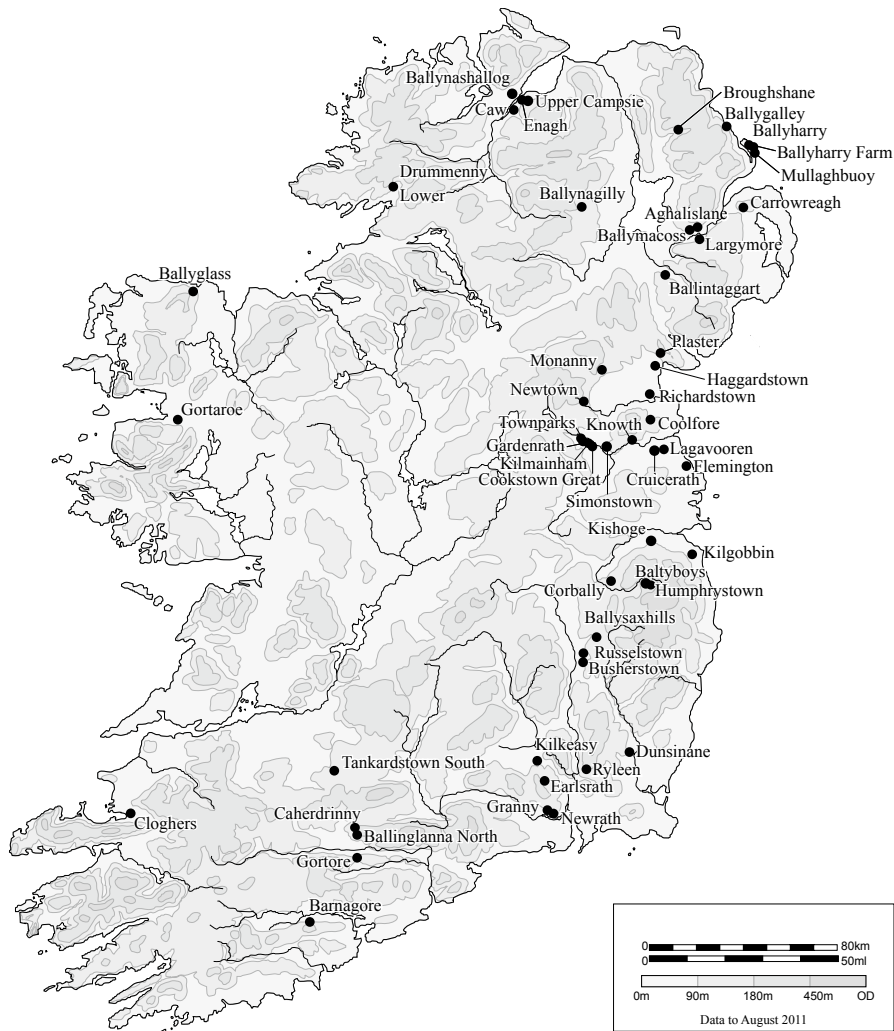 Ballynashallog
Caw
Upper Campsie
Enagh
Broughshane
Ballygalley
Ballyharry
Ballyharry Farm
Mullaghbuoy
Drummenny
Lower
Ballynagilly
Carrowreagh
Aghalislane
Ballymacoss
Largymore
Ballyglass
Ballintaggart
Plaster
Monanny
Haggardstown
Newtown
Richardstown
Gortaroe
Townparks
Knowth
Coolfore
Gardenrath
Lagavooren
Kilmainham
Flemington
Cookstown Great
Cruicerath
Simonstown
Kishoge
Kilgobbin
Baltyboys
Corbally
Humphrystown
Ballysaxhills
Russelstown
Busherstown
Kilkeasy
Dunsinane
Tankardstown South
Ryleen
Earlsrath
Granny
Newrath
Cloghers
Caherdrinny
Ballinglanna North
Gortore
Barnagore
0 80km
0 50ml
0m 90m 180m 450m OD
Data to August 2011